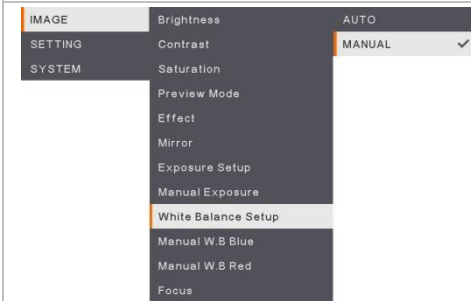 IMAGE
SETTING
SYSTEM
Brightness
Contrast
Saturation
Preview Mode
Effect
Mirror
Exposure Setup
Manual Exposure
White Balance Setup
Manual W.B Blue
Manual W.B Red
Focus
AUTO
MANUAL